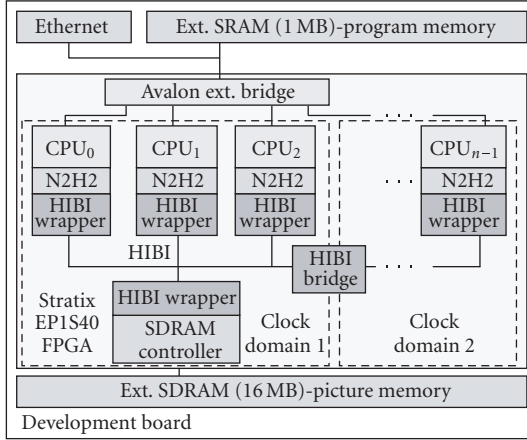 Ethernet
Ext. SRAM (1 MB)-program memory
Avalon ext. bridge
CPU0 CPU1 CPU2 · · · CPUn−1
N2H2 N2H2 N2H2 · · · N2H2
HIBI HIBI HIBI HIBI
wrapper wrapper wrapper wrapper
HIBI
HIBI
bridge
· · ·
HIBI wrapper
SDRAM
controller
Stratix
EP1S40
FPGA
Clock
domain 1
Clock
domain 2
Ext. SDRAM (16 MB)-picture memory
Development board